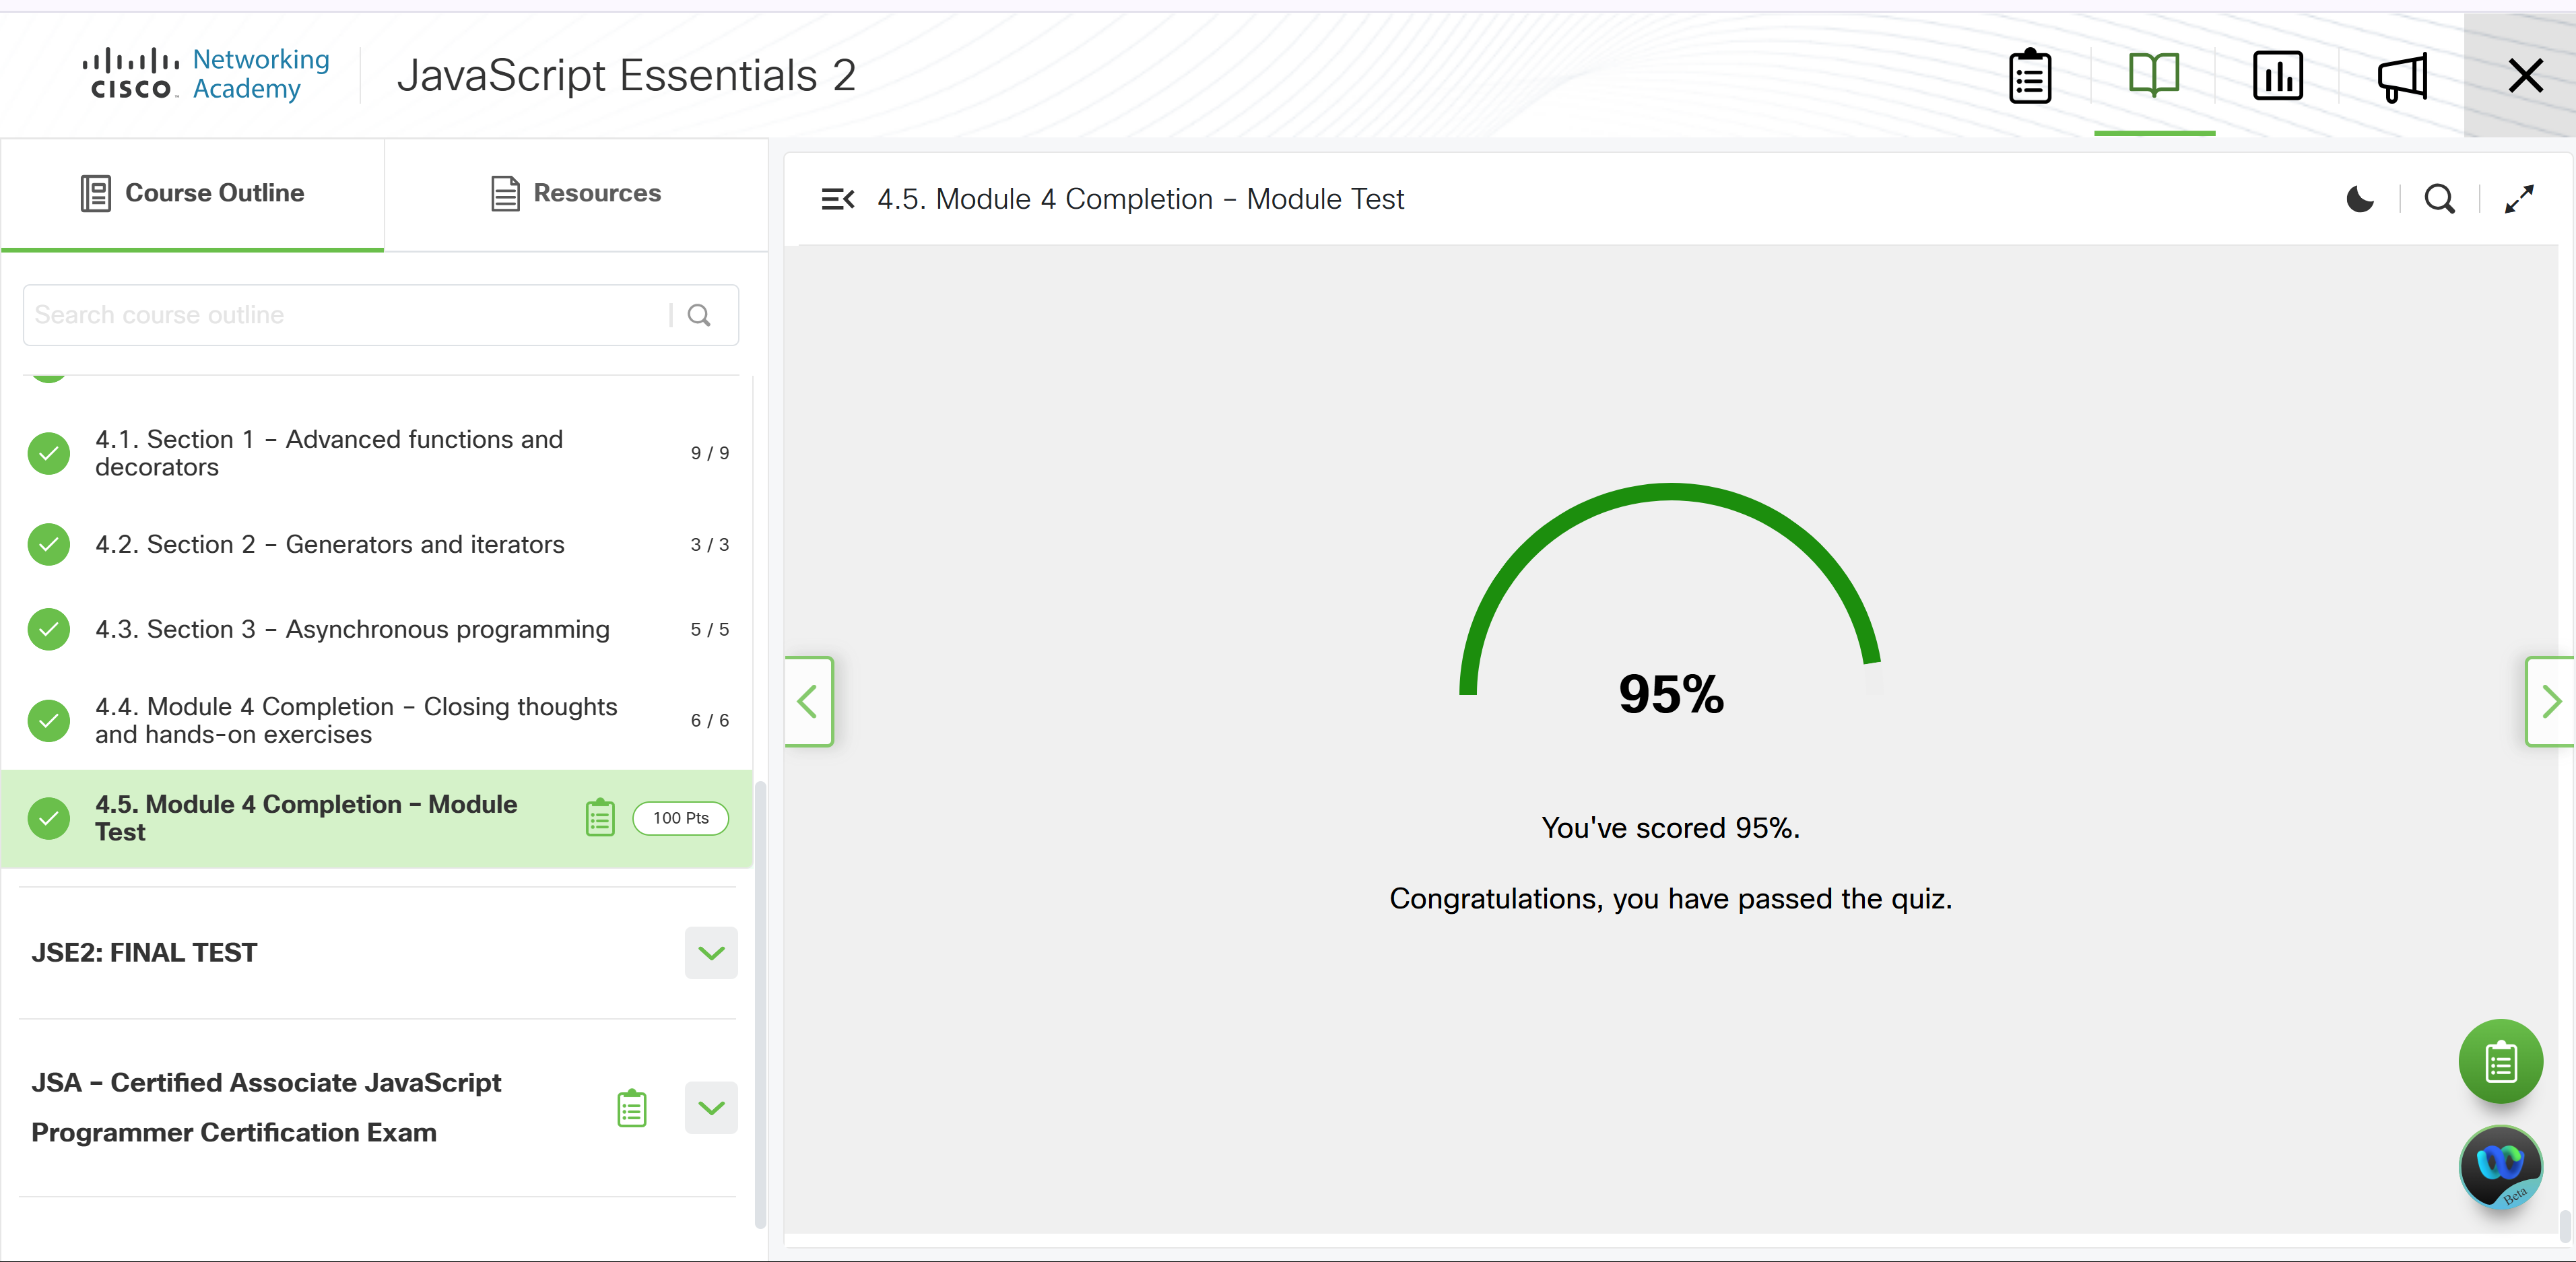 CISCO Networking Academy
JavaScript Essentials 2
Course Outline
Resources
Search course outline
4.1. Section 1 – Advanced functions and
decorators
9 / 9
4.2. Section 2 – Generators and iterators
3 / 3
4.3. Section 3 – Asynchronous programming
5 / 5
4.4. Module 4 Completion – Closing thoughts
and hands-on exercises
6 / 6
4.5. Module 4 Completion – Module
Test
100 Pts
JSE2: FINAL TEST
JSA – Certified Associate JavaScript
Programmer Certification Exam
4.5. Module 4 Completion – Module Test
95%
You've scored 95%.
Congratulations, you have passed the quiz.
Beta